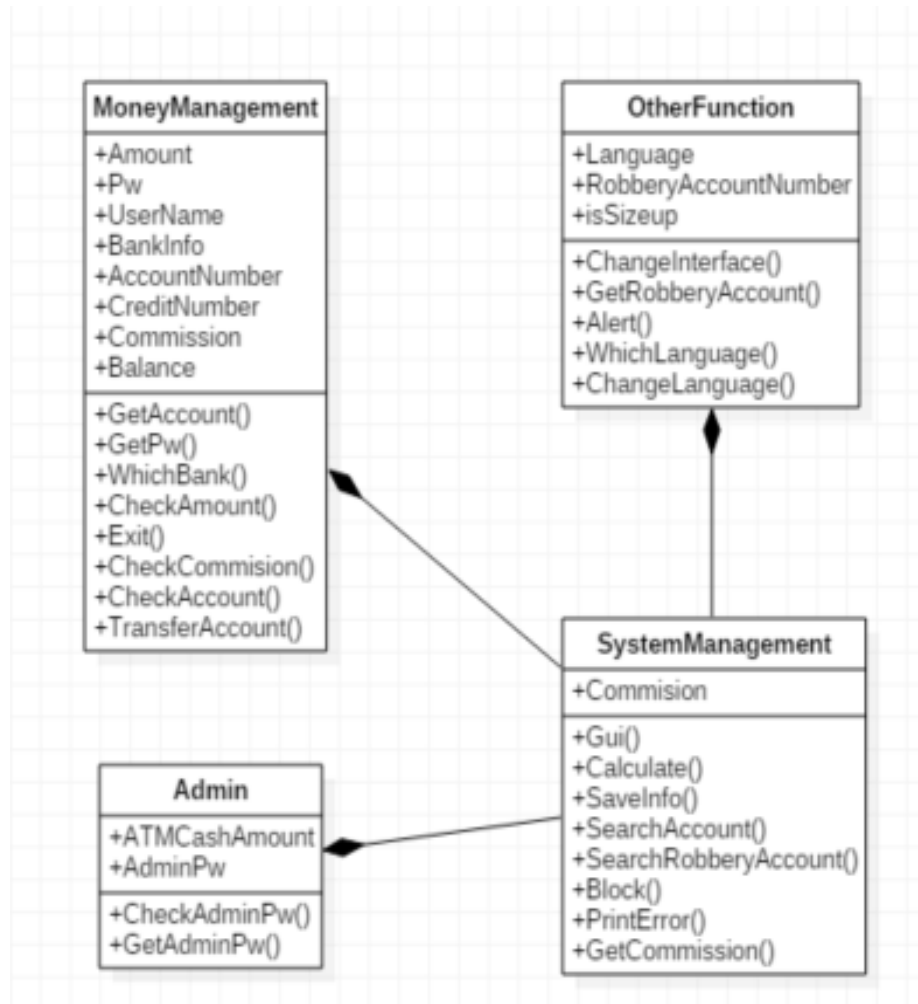 MoneyManagement
+Amount
+Pw
+UserName
+BankInfo
+AccountNumber
+CreditNumber
+Commission
+Balance
+GetAccount()
+GetPw()
+WhichBank()
+CheckAmount()
+Exit()
+CheckCommision()
+CheckAccount()
+TransferAccount()
OtherFunction
+Language
+RobberyAccountNumber
+isSizeup
+ChangeInterface()
+GetRobberyAccount()
+Alert()
+WhichLanguage()
+ChangeLanguage()
Admin
+ATMCashAmount
+AdminPw
+CheckAdminPw()
+GetAdminPw()
SystemManagement
+Commision
+Gui()
+Calculate()
+SaveInfo()
+SearchAccount()
+SearchRobberyAccount()
+Block()
+PrintError()
+GetCommission()